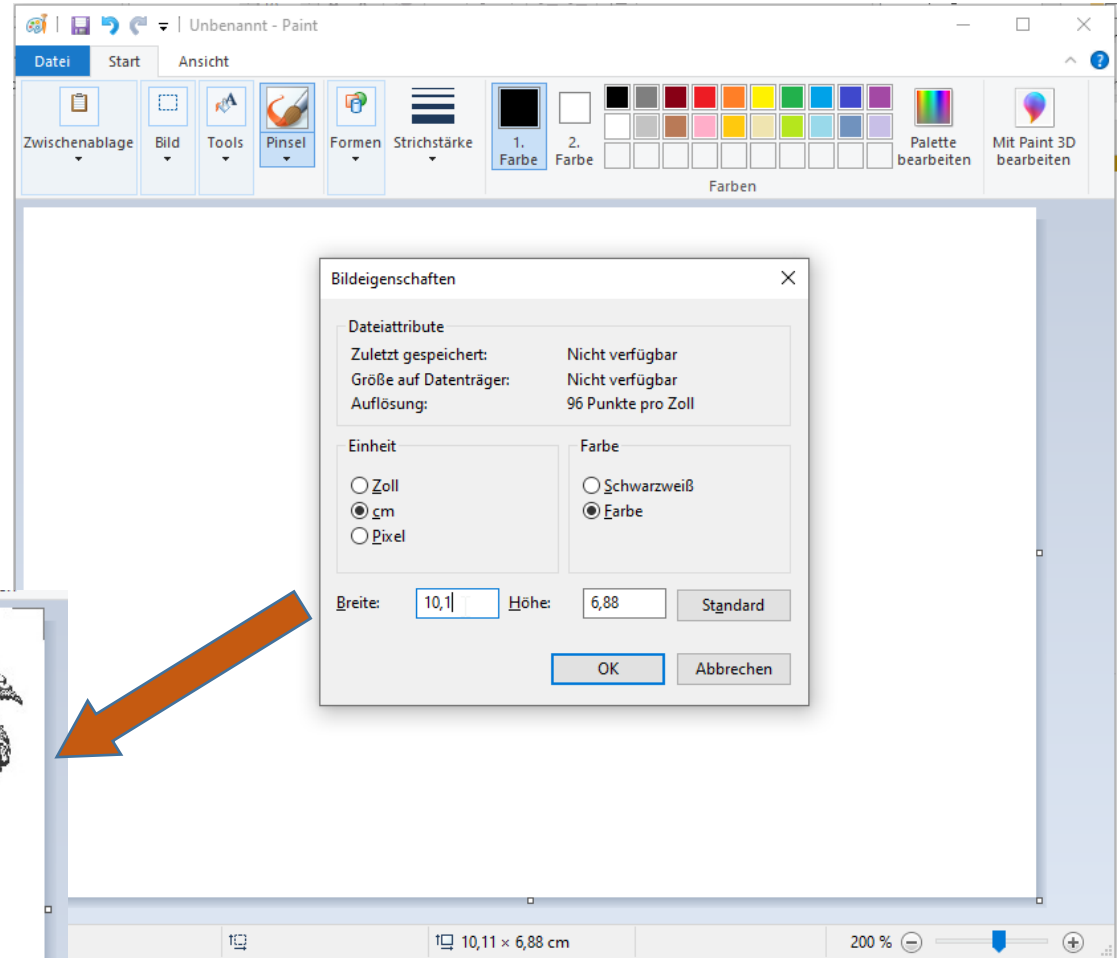 Unbenannt - Paint
Datei Start Ansicht
Zwischenablage Bild Tools Pinsel Formen Strichstärke 1. Farbe 2. Farbe Palette bearbeiten Mit Paint 3D bearbeiten
Farben
Bildeigenschaften
Dateiattribute
Zuletzt gespeichert: Nicht verfügbar
Größe auf Datenträger: Nicht verfügbar
Auflösung: 96 Punkte pro Zoll
Einheit Farbe
Zoll Schwarzweiß
cm Farbe
Pixel
Breite: 10,1 Höhe: 6,88 Standard
OK Abbrechen
10,11 × 6,88 cm 200 %